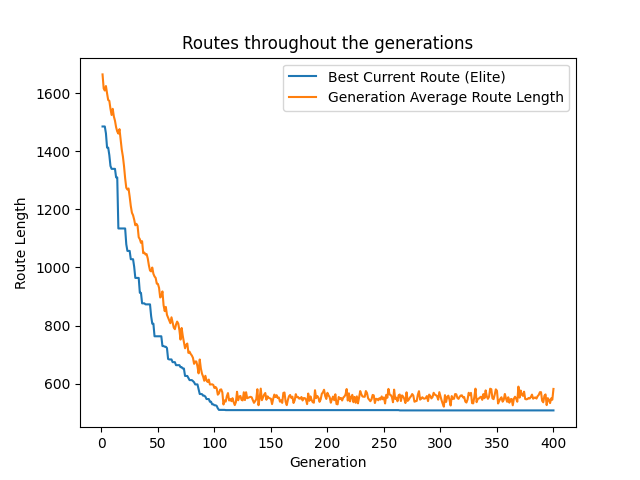 Routes throughout the generations
Best Current Route (Elite)
Generation Average Route Length
Route Length
1600
1400
1200
1000
800
600
0 50 100 150 200 250 300 350 400
Generation